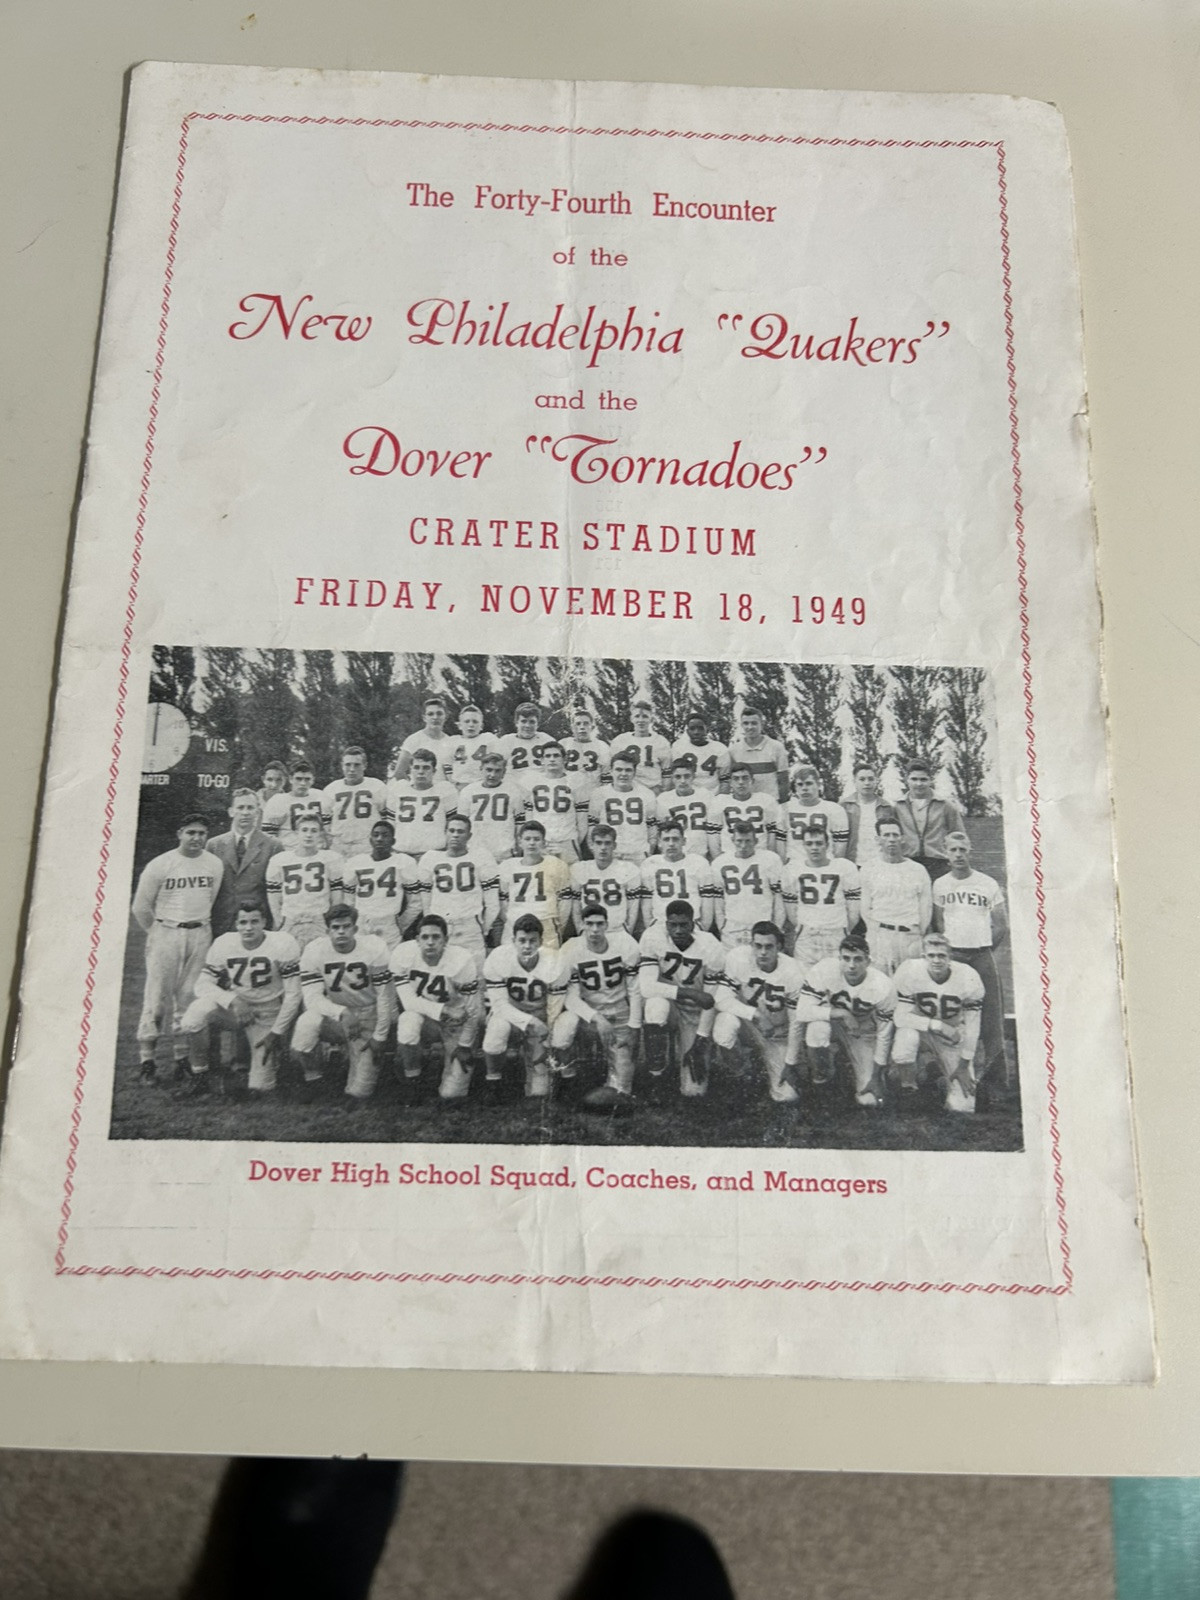 The Forty-Fourth Encounter
of the
New Philadelphia "Quakers"
and the
Dover "Tornadoes"
CRATER STADIUM
FRIDAY, NOVEMBER 18, 1949
VIS.
TO-GO
44 29 23 31
76 57 70 66 69 52 62 59
DOVER 53 54 60 71 58 61 64 67 DOVER
72 73 74 60 55 77 75 56
Dover High School Squad, Coaches, and Managers